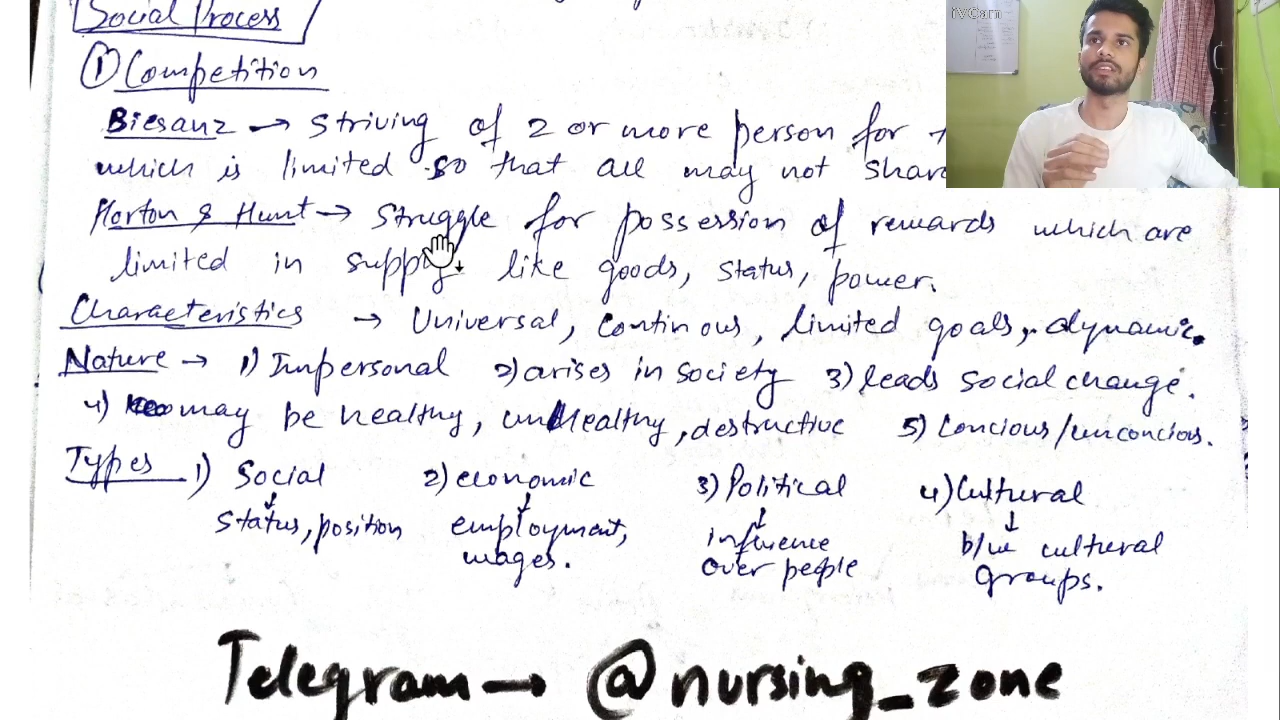 Social Process
iVCam
① Competition
Biesanz → Striving of 2 or more person for
which is limited so that all may not share
Horton & Hunt → Struggle for possession of rewards which are
limited in supply like goods, status, power.
Characteristics → Universal, Continous, limited goals, dynamic.
Nature → 1) Impersonal 2) arises in society 3) leads social change.
4) may be healthy, unhealthy, destructive 5) Concious/unconcious.
Types 1) Social 2) economic 3) Political 4) Cultural
↓ ↓ ↓ ↓
Status, position employment, influence b/w cultural
wages. over people groups.
Telegram → @nursing_zone